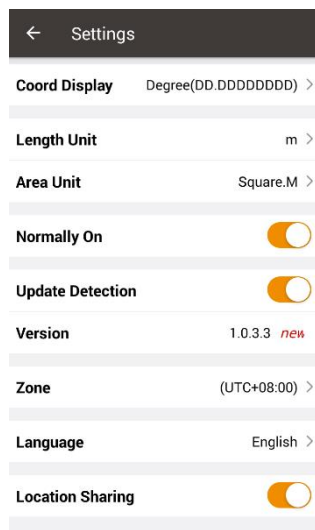 Settings
Coord Display Degree(DD.DDDDDDDD)
Length Unit m
Area Unit Square.M
Normally On
Update Detection
Version 1.0.3.3 new
Zone (UTC+08:00)
Language English
Location Sharing